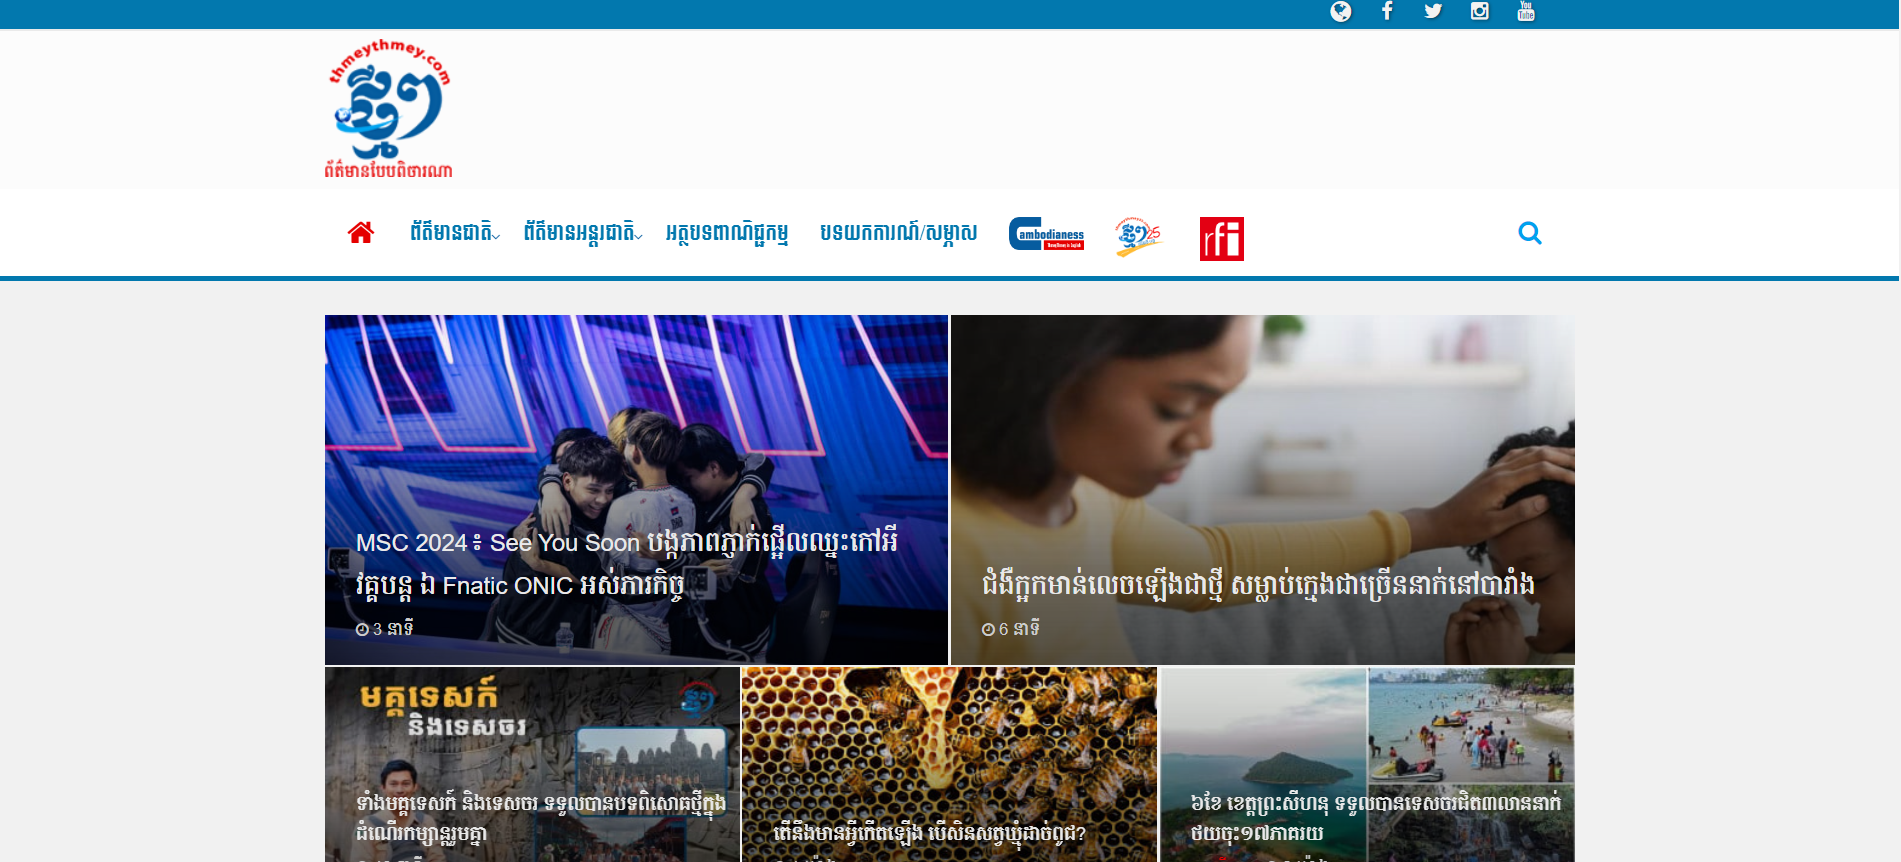 You
Tube
thmeythmey.com
ថ្មីៗ
ព័ត៌មានបែបពិចារណា
ព័ត៌មានជាតិ ព័ត៌មានអន្តរជាតិ អត្ថបទពាណិជ្ជកម្ម បទយកការណ៍/សម្ភាស Cambodianess ថ្មីៗ 25 rfi
MSC 2024 ៖ See You Soon បង្កភាពភ្ញាក់ផ្អើលឈ្នះកៅអី
វគ្គបន្ត ឯ Fnatic ONIC អស់ភារកិច្ច
3 នាទី
ជំងឺក្អកមាន់លេចឡើងជាថ្មី សម្លាប់ក្មេងជាច្រើននាក់នៅបារាំង
6 នាទី
មគ្គទេសក៍
និងទេសចរ
ទាំងមគ្គទេសក៍ និងទេសចរ ទទួលបានបទពិសោធថ្មីក្នុង
ដំណើរកម្សាន្តរួមគ្នា
តើនឹងមានអ្វីកើតឡើង បើសិនសត្វឃ្មុំដាច់ពូជ?
៦ខែ ខេត្តព្រះសីហនុ ទទួលបានទេសចរជិត៣លាននាក់
ថយចុះ១៧ភាគរយ